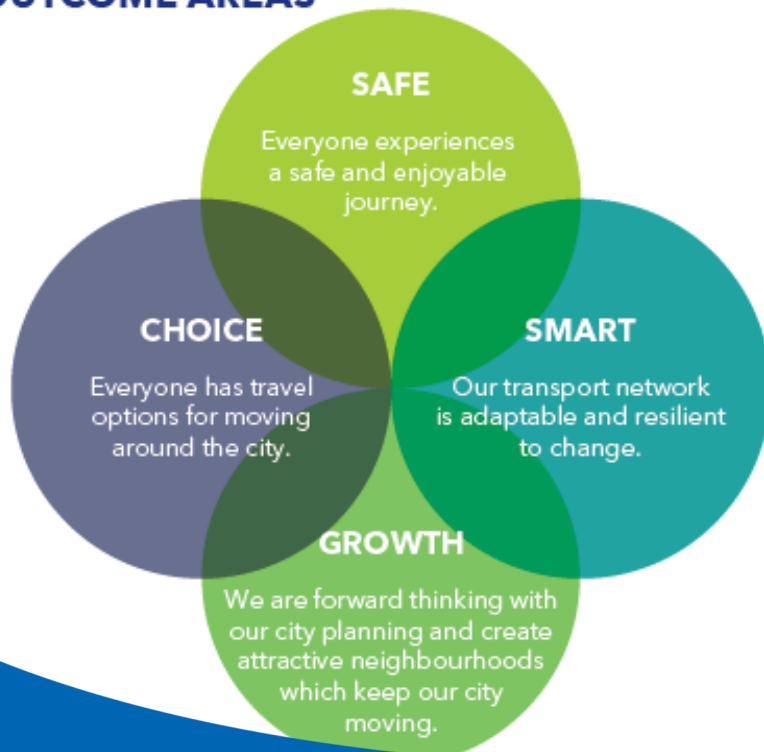 OUTCOME AREAS
SAFE
Everyone experiences
a safe and enjoyable
journey.
CHOICE
Everyone has travel
options for moving
around the city.
SMART
Our transport network
is adaptable and resilient
to change.
GROWTH
We are forward thinking with
our city planning and create
attractive neighbourhoods
which keep our city
moving.